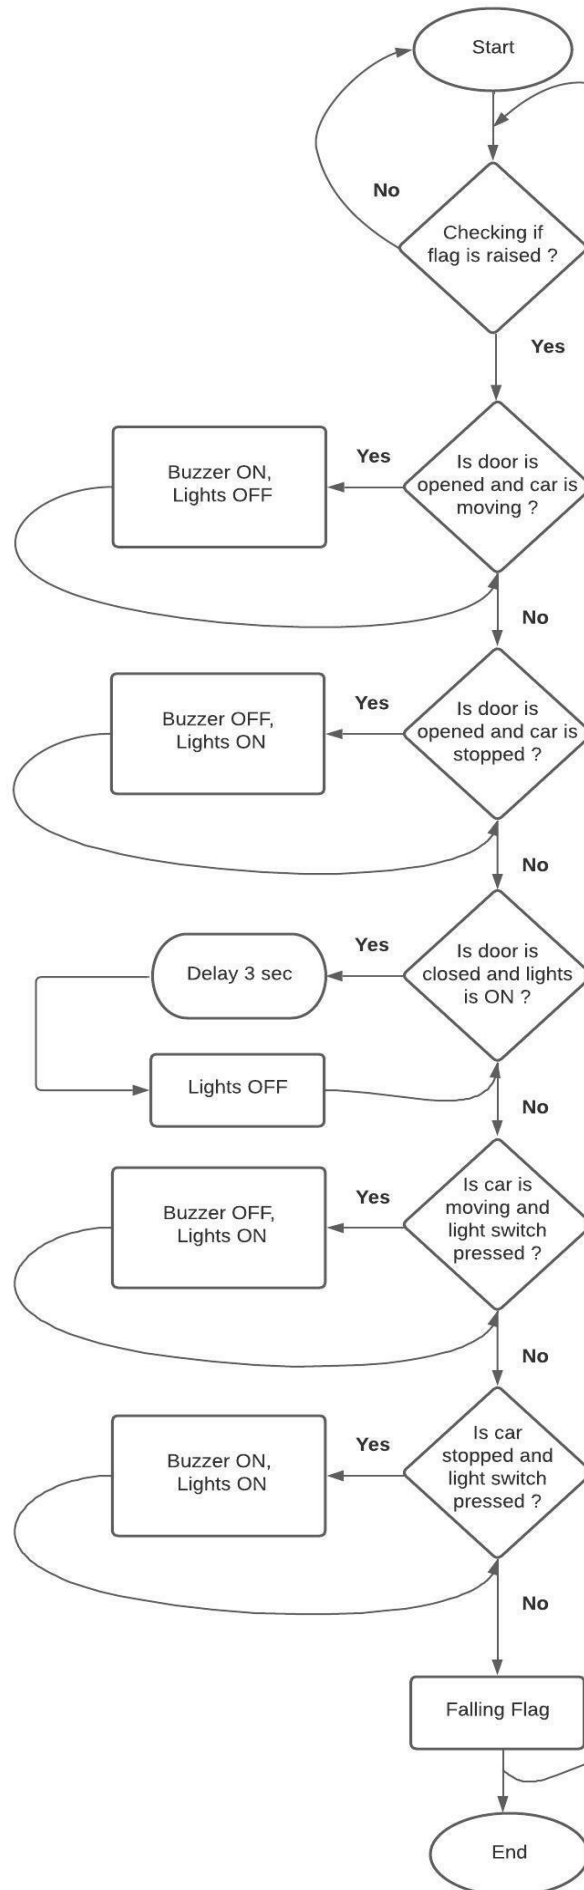 Start
No
Checking if
flag is raised ?
Yes
Is door is
opened and car is
moving ?
Yes
Buzzer ON,
Lights OFF
No
Is door is
opened and car is
stopped ?
Yes
Buzzer OFF,
Lights ON
No
Is door is
closed and lights
is ON ?
Yes
Delay 3 sec
Lights OFF
No
Is car is
moving and
light switch
pressed ?
Yes
Buzzer OFF,
Lights ON
No
Is car
stopped and
light switch
pressed ?
Yes
Buzzer ON,
Lights ON
No
Falling Flag
End